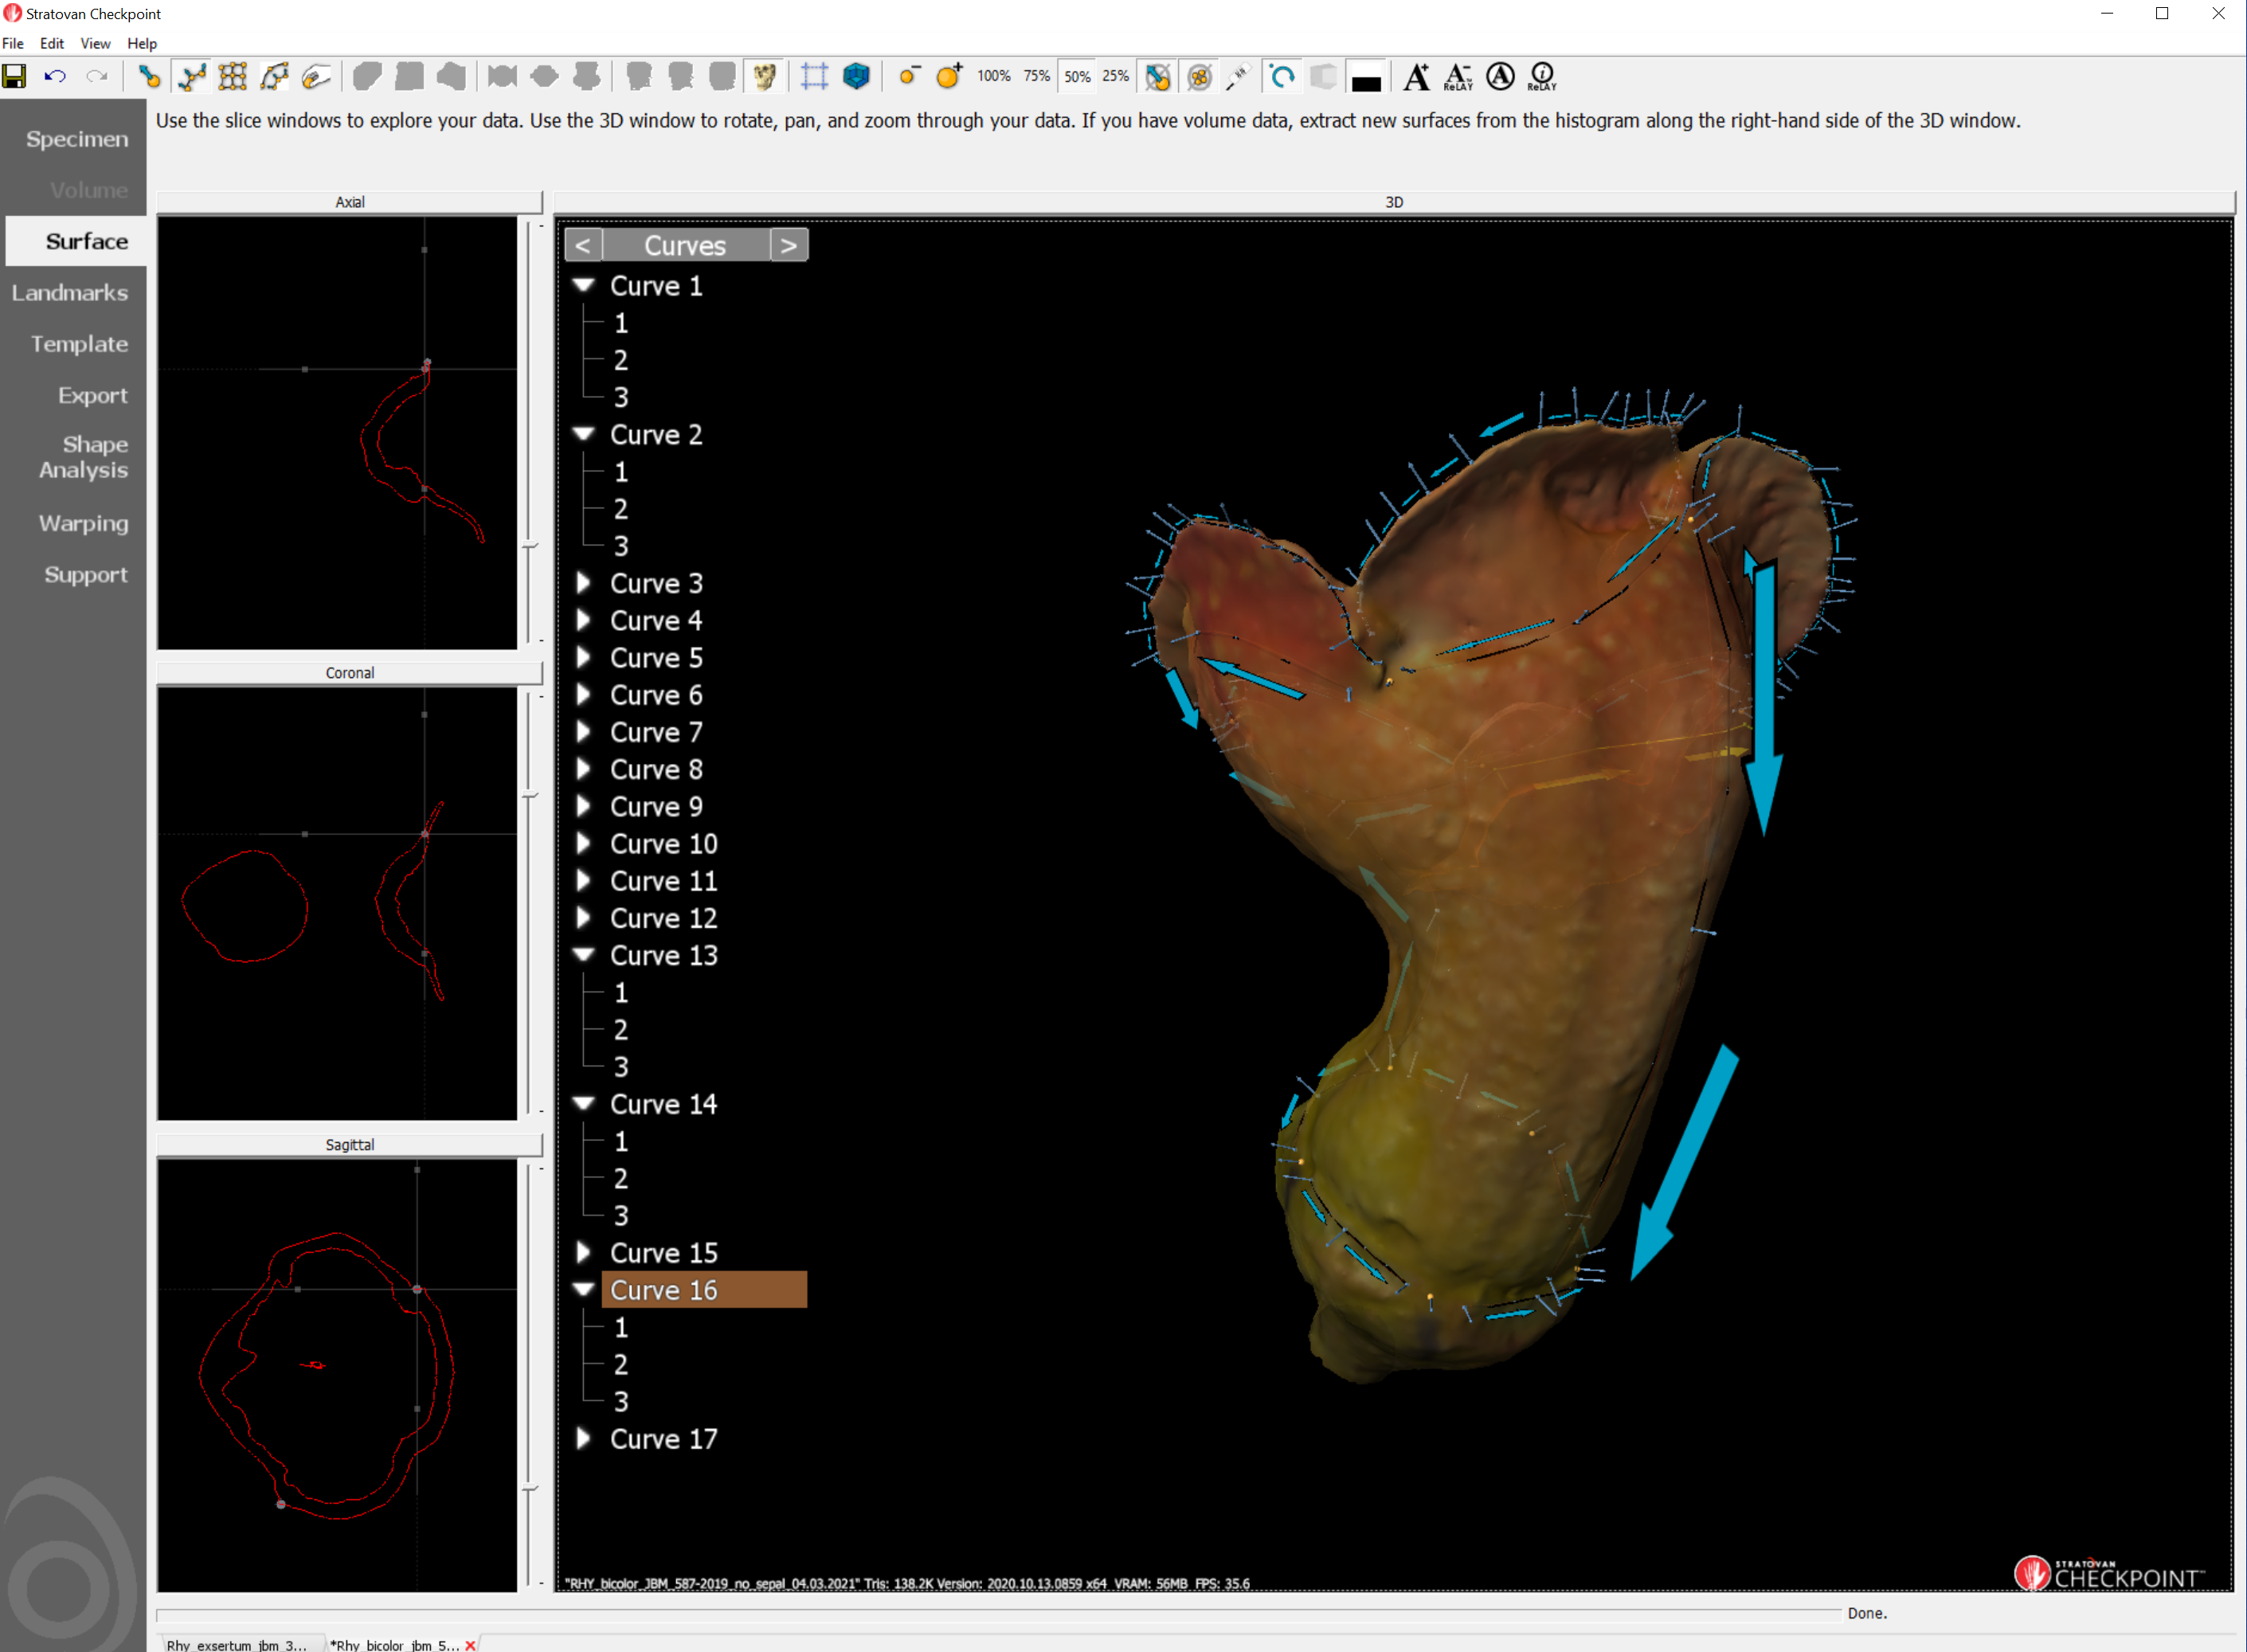 Stratovan Checkpoint
File Edit View Help
100% 75% 50% 25% A+ A- ReLAY A i ReLAY
Specimen
Volume
Surface
Landmarks
Template
Export
Shape
Analysis
Warping
Support
Use the slice windows to explore your data. Use the 3D window to rotate, pan, and zoom through your data. If you have volume data, extract new surfaces from the histogram along the right-hand side of the 3D window.
Axial
Coronal
Sagittal
3D
< Curves >
Curve 1
1
2
3
Curve 2
1
2
3
Curve 3
Curve 4
Curve 5
Curve 6
Curve 7
Curve 8
Curve 9
Curve 10
Curve 11
Curve 12
Curve 13
1
2
3
Curve 14
1
2
3
Curve 15
Curve 16
1
2
3
Curve 17
"RHY_bicolor_JBM_587-2019_no_sepal_04.03.2021" Tris: 138.2K Version: 2020.10.13.0859 x64 VRAM: 56MB FPS: 35.6
STRATOVAN
CHECKPOINT™
Done.
Rhy_exsertum_jbm_3... *Rhy_bicolor_jbm_5...